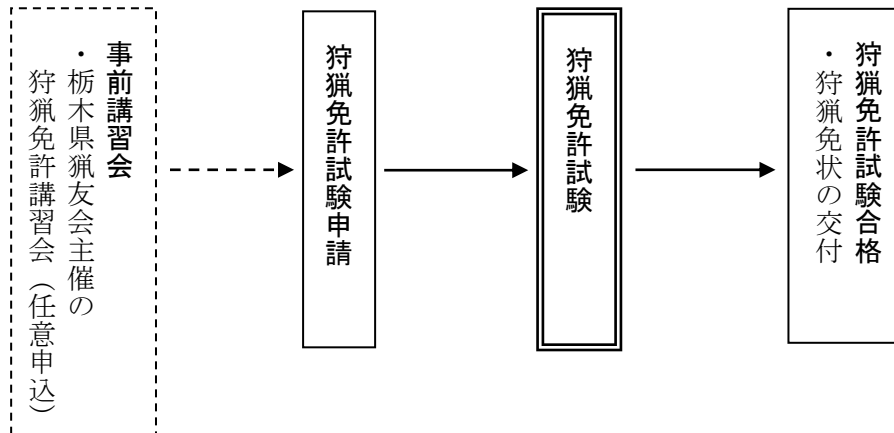 事前講習会
・栃木県猟友会主催の
狩猟免許講習会（任意申込）
狩猟免許試験申請
狩猟免許試験
狩猟免許試験合格
・狩猟免状の交付